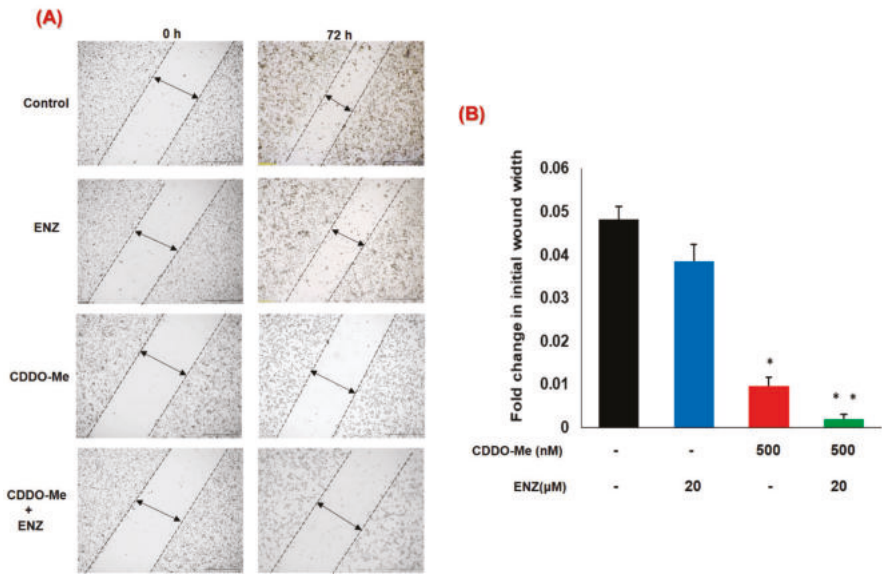 (A)
0 h
72 h
Control
ENZ
CDDO-Me
CDDO-Me
+
ENZ
(B)
Fold change in initial wound width
0.06
0.05
0.04
0.03
0.02
0.01
0
*
* *
CDDO-Me (nM)
-
-
500
500
ENZ(µM)
-
20
-
20